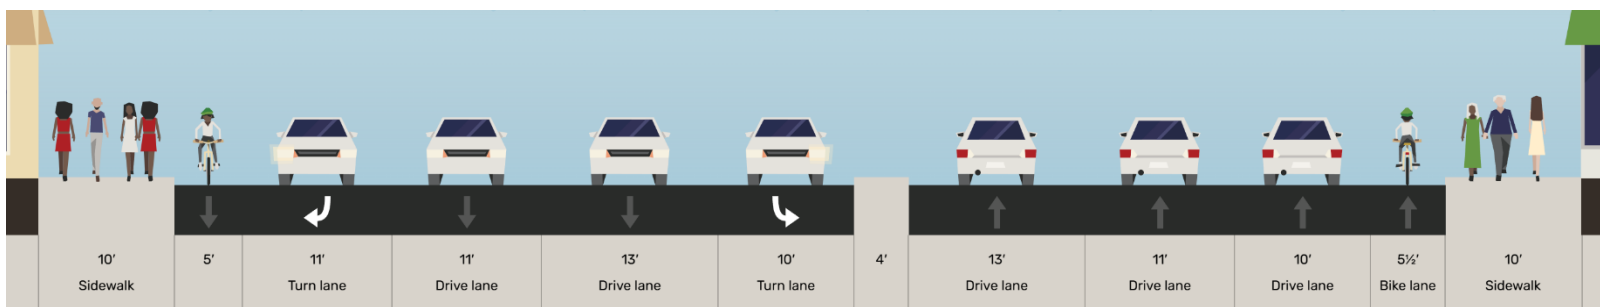 10′ 5′ 11′ 11′ 13′ 10′ 4′ 13′ 11′ 10′ 5½′ 10′
Sidewalk Turn lane Drive lane Drive lane Turn lane Drive lane Drive lane Drive lane Bike lane Sidewalk